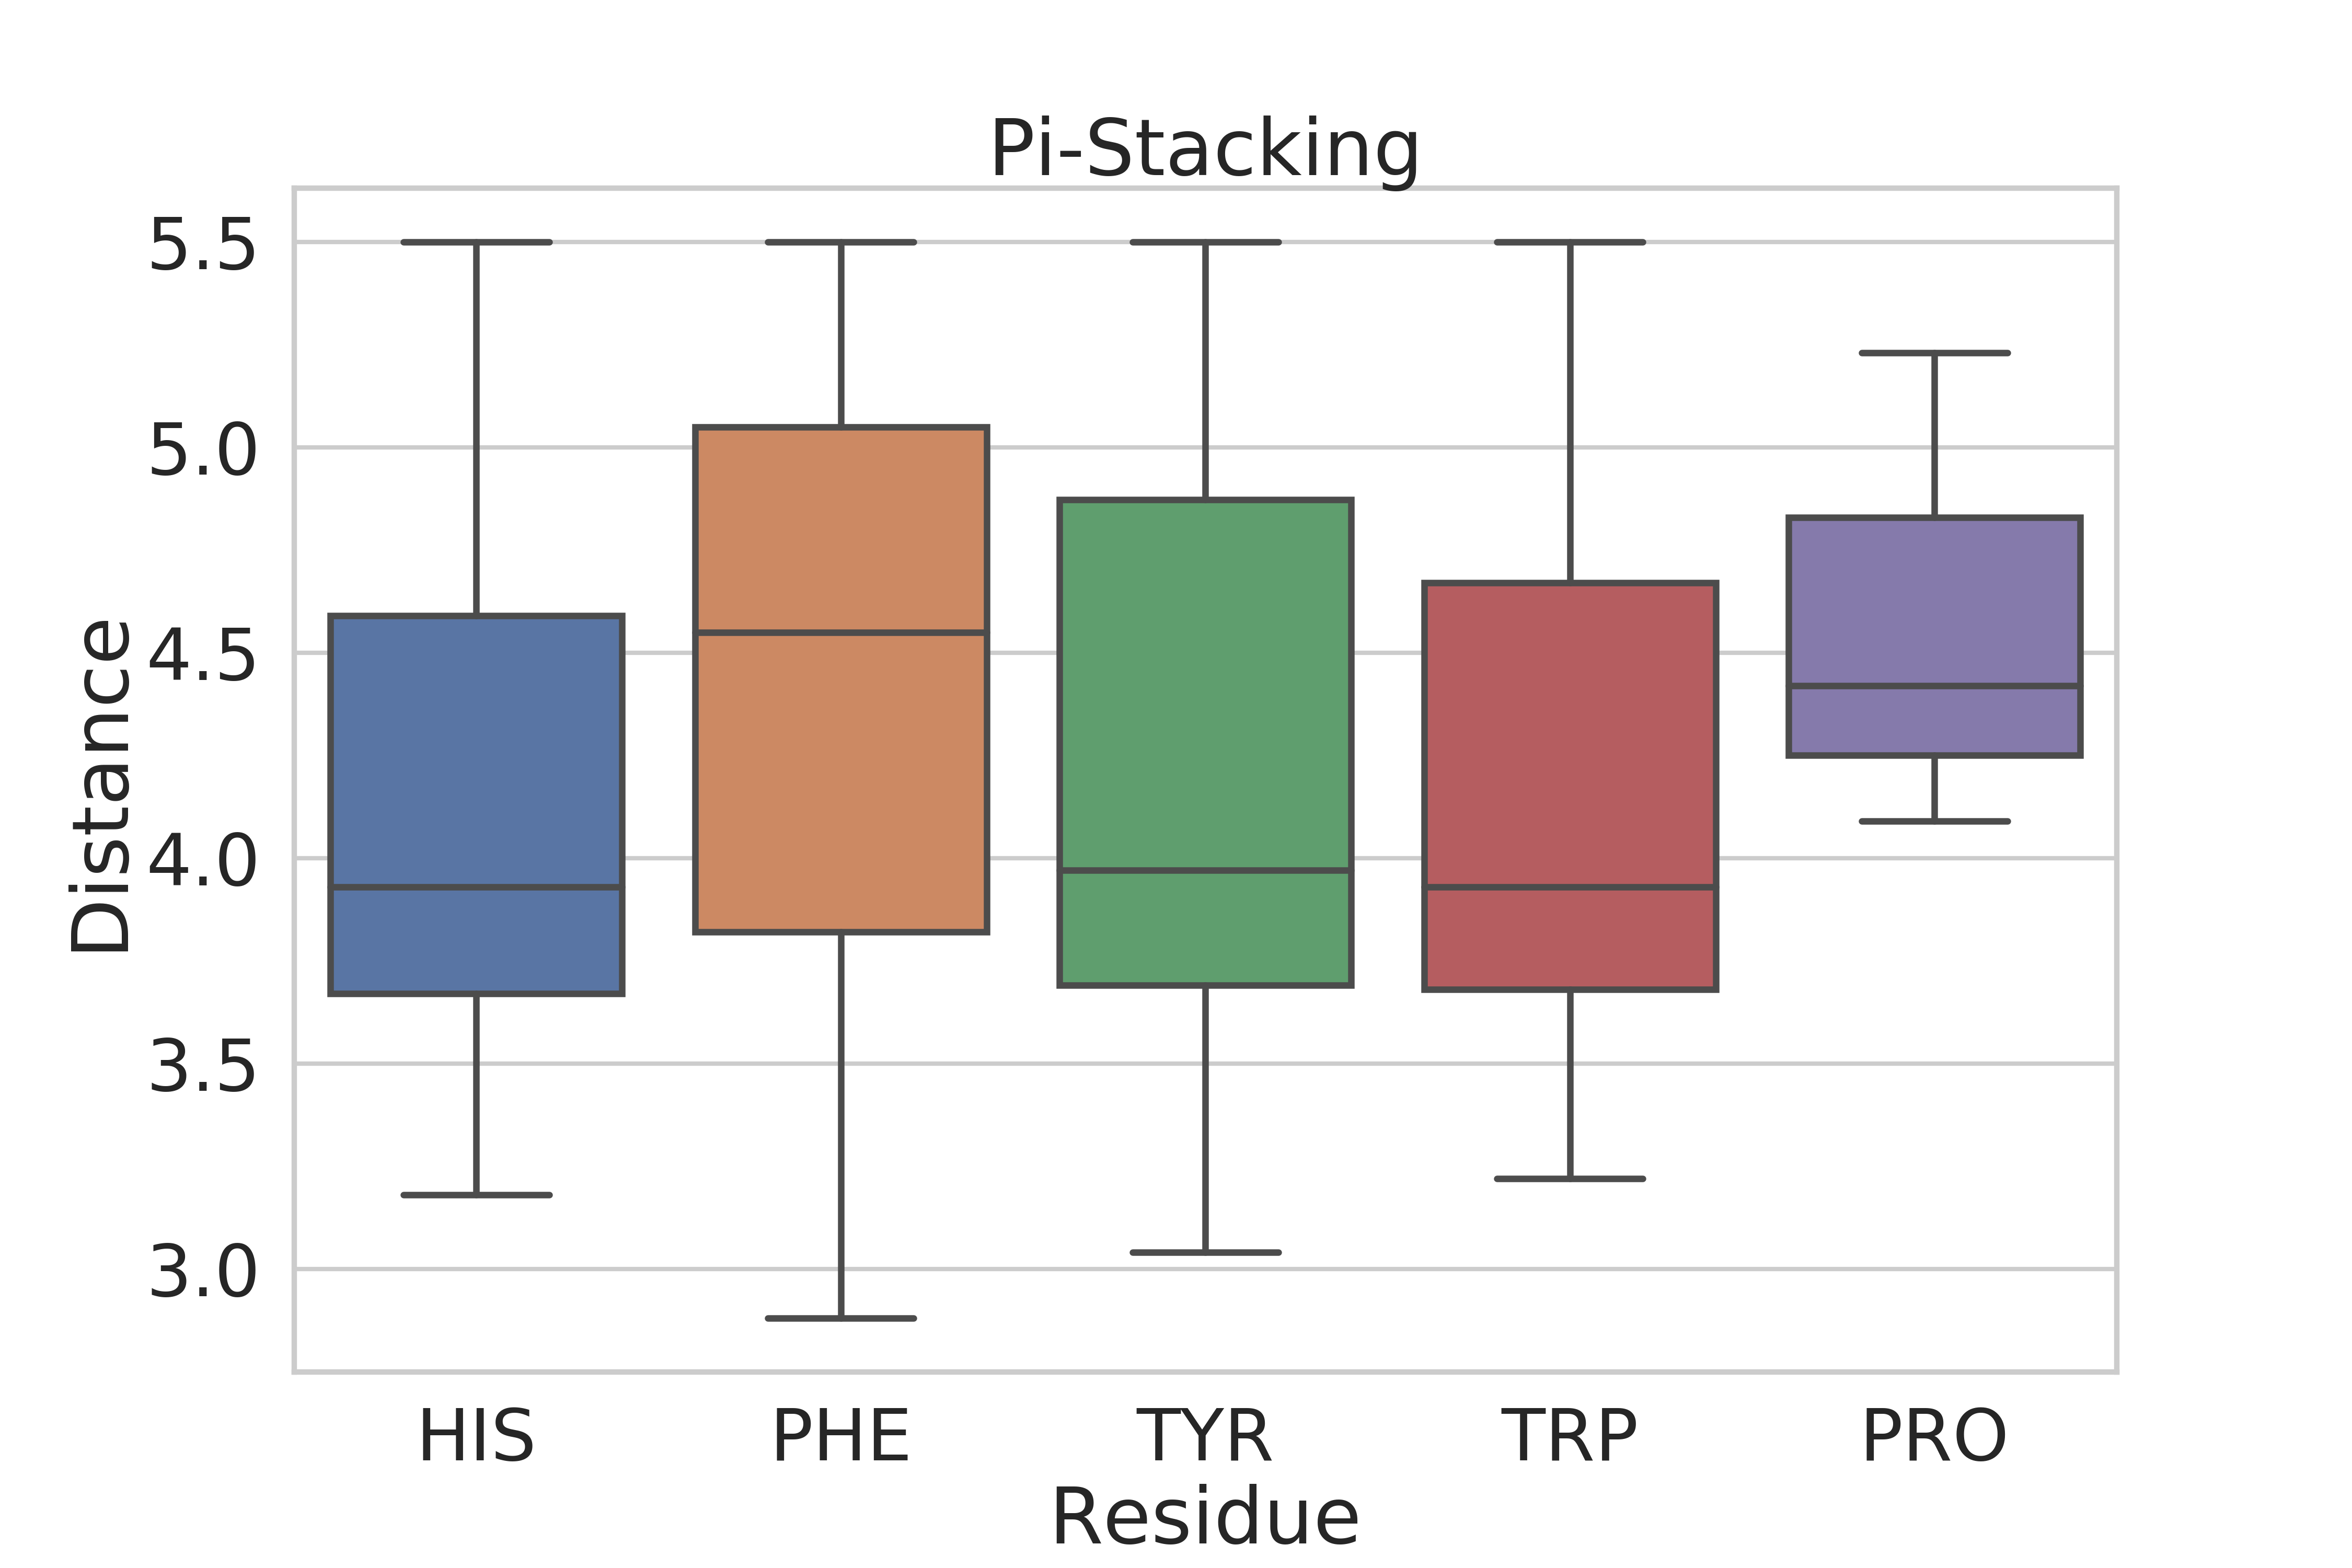 Pi-Stacking
5.5
5.0
4.5
4.0
3.5
3.0
Distance
HIS PHE TYR TRP PRO
Residue